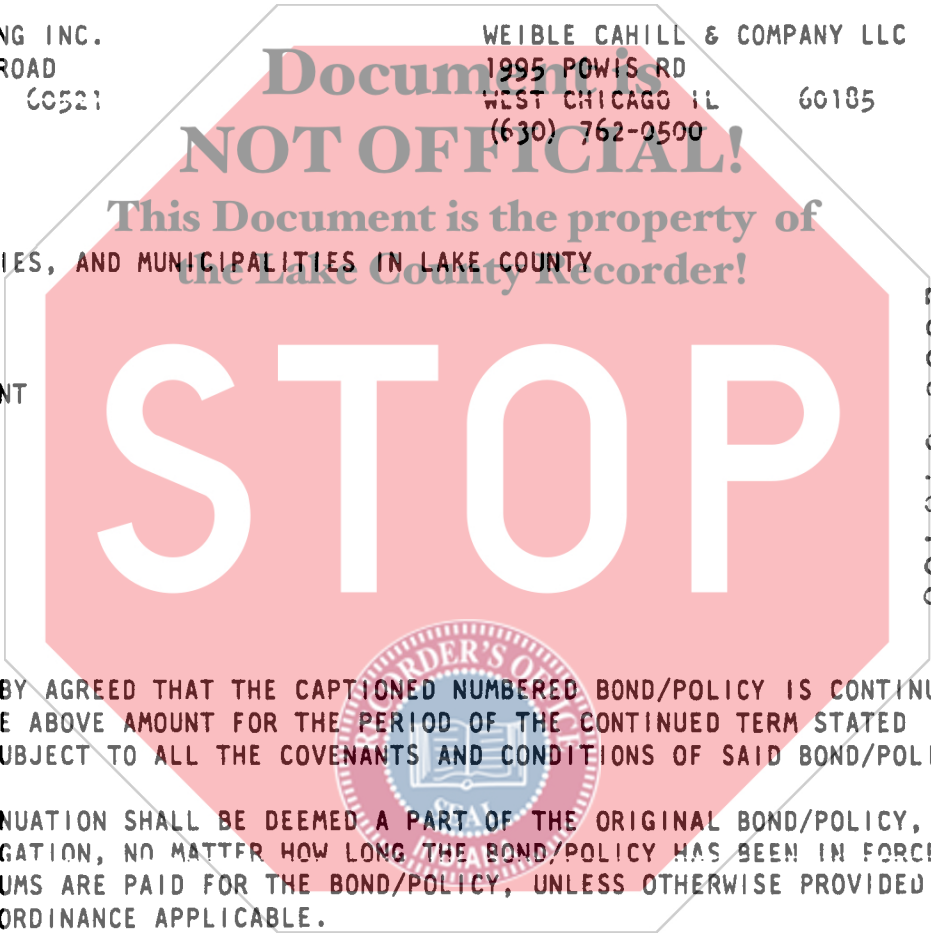 NG INC.
ROAD
60521
WEIBLE CAHILL & COMPANY LLC
1995 POWIS RD
WEST CHICAGO IL 60185
(630) 762-0500
Document is
NOT OFFICIAL!
This Document is the property of
the Lake County Recorder!
IES, AND MUNICIPALITIES IN LAKE COUNTY
NT
STOP
RECORDER'S OFFICE
SEAL
INDIANA
BY AGREED THAT THE CAPTIONED NUMBERED BOND/POLICY IS CONTINU
E ABOVE AMOUNT FOR THE PERIOD OF THE CONTINUED TERM STATED
UBJECT TO ALL THE COVENANTS AND CONDITIONS OF SAID BOND/POLI
NUATION SHALL BE DEEMED A PART OF THE ORIGINAL BOND/POLICY,
GATION, NO MATTER HOW LONG THE BOND/POLICY HAS BEEN IN FORCE
UMS ARE PAID FOR THE BOND/POLICY, UNLESS OTHERWISE PROVIDED
ORDINANCE APPLICABLE.